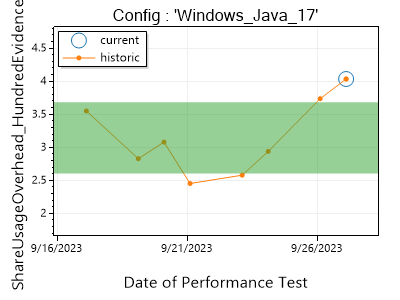 Config : 'Windows_Java_17'
current
historic
ShareUsageOverhead_HundredEvidence
4.5
4
3.5
3
2.5
2
9/16/2023
9/21/2023
9/26/2023
Date of Performance Test